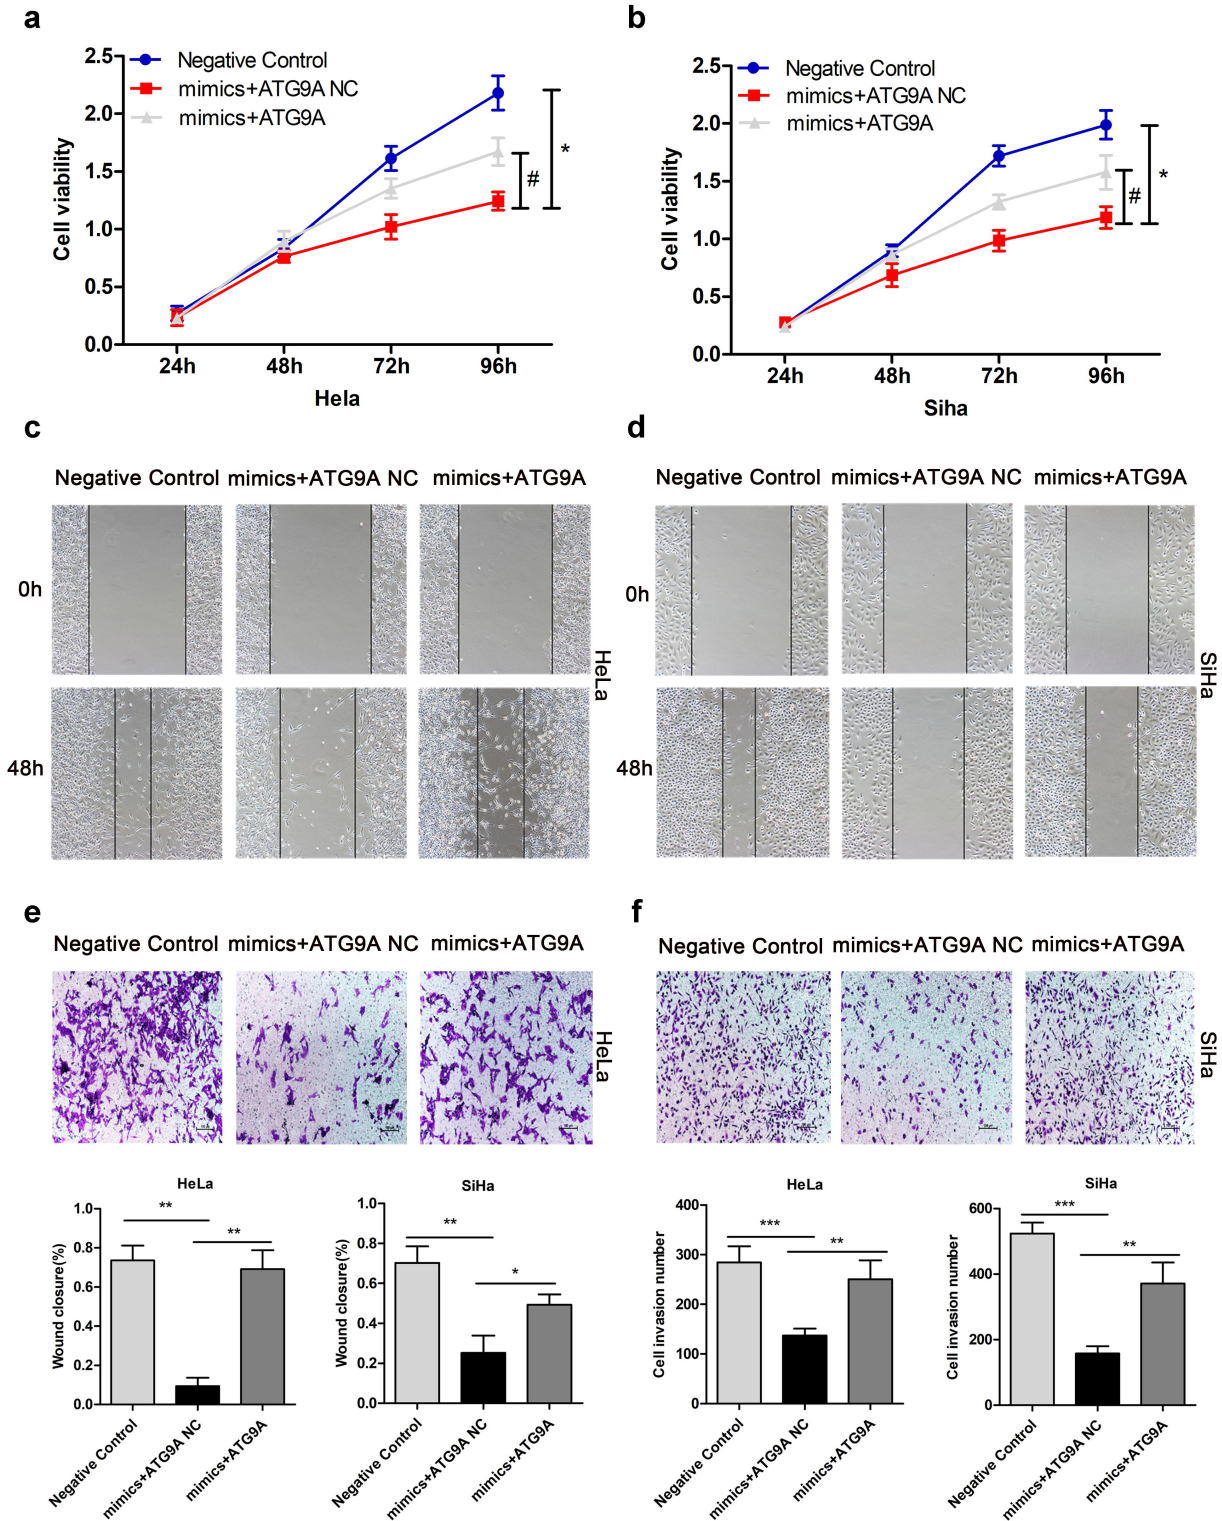 a
2.5
2.0
1.5
1.0
0.5
0.0
Cell viability
Negative Control
mimics+ATG9A NC
mimics+ATG9A
#
*
24h 48h 72h 96h
Hela
b
2.5
2.0
1.5
1.0
0.5
0.0
Cell viability
Negative Control
mimics+ATG9A NC
mimics+ATG9A
#
*
24h 48h 72h 96h
Siha
c
Negative Control mimics+ATG9A NC mimics+ATG9A
0h
48h
HeLa
d
Negative Control mimics+ATG9A NC mimics+ATG9A
0h
48h
SiHa
e
Negative Control mimics+ATG9A NC mimics+ATG9A
HeLa
f
Negative Control mimics+ATG9A NC mimics+ATG9A
SiHa
HeLa
Wound closure(%)
1.0
0.8
0.6
0.4
0.2
0.0
**
**
Negative Control
mimics+ATG9A NC
mimics+ATG9A
SiHa
Wound closure(%)
1.0
0.8
0.6
0.4
0.2
0.0
**
*
Negative Control
mimics+ATG9A NC
mimics+ATG9A
HeLa
Cell invasion number
400
300
200
100
0
***
**
Negative Control
mimics+ATG9A NC
mimics+ATG9A
SiHa
Cell invasion number
600
400
200
0
***
**
Negative Control
mimics+ATG9A NC
mimics+ATG9A